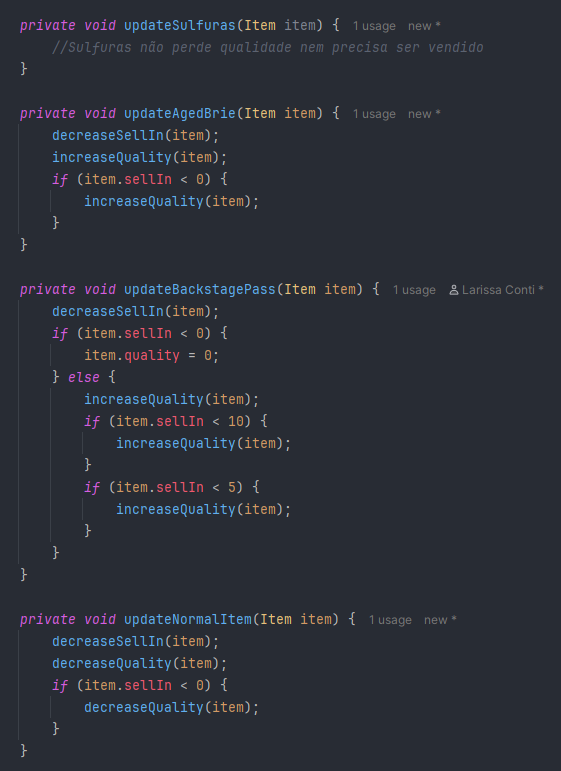 private void updateSulfuras(Item item) { 1 usage new *
//Sulfuras não perde qualidade nem precisa ser vendido
}
private void updateAgedBrie(Item item) { 1 usage new *
decreaseSellIn(item);
increaseQuality(item);
if (item.sellIn < 0) {
increaseQuality(item);
}
}
private void updateBackstagePass(Item item) { 1 usage Larissa Conti *
decreaseSellIn(item);
if (item.sellIn < 0) {
item.quality = 0;
} else {
increaseQuality(item);
if (item.sellIn < 10) {
increaseQuality(item);
}
if (item.sellIn < 5) {
increaseQuality(item);
}
}
}
private void updateNormalItem(Item item) { 1 usage new *
decreaseSellIn(item);
decreaseQuality(item);
if (item.sellIn < 0) {
decreaseQuality(item);
}
}